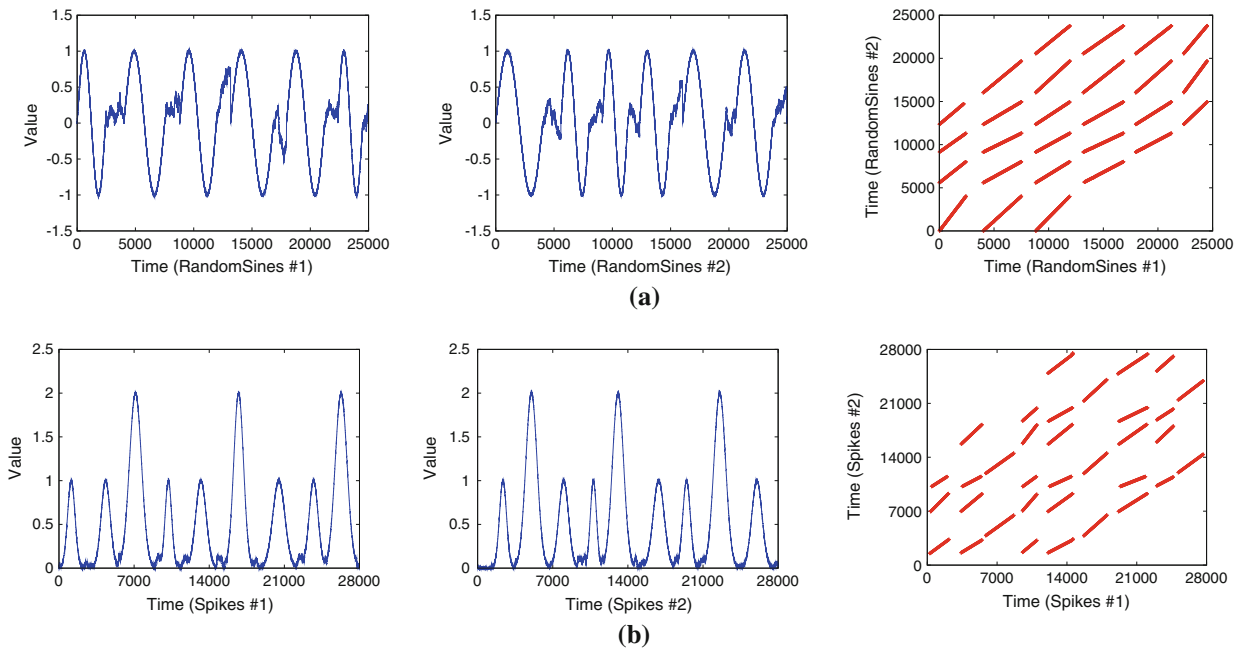 1.5
1
0.5
0
-0.5
-1
-1.5
Value
0 5000 10000 15000 20000 25000
Time (RandomSines #1)
1.5
1
0.5
0
-0.5
-1
-1.5
Value
0 5000 10000 15000 20000 25000
Time (RandomSines #2)
25000
20000
15000
10000
5000
0
Time (RandomSines #2)
0 5000 10000 15000 20000 25000
Time (RandomSines #1)
(a)
2.5
2
1.5
1
0.5
0
Value
0 7000 14000 21000 28000
Time (Spikes #1)
2.5
2
1.5
1
0.5
0
Value
0 7000 14000 21000 28000
Time (Spikes #2)
28000
21000
14000
7000
0
Time (Spikes #2)
0 7000 14000 21000 28000
Time (Spikes #1)
(b)